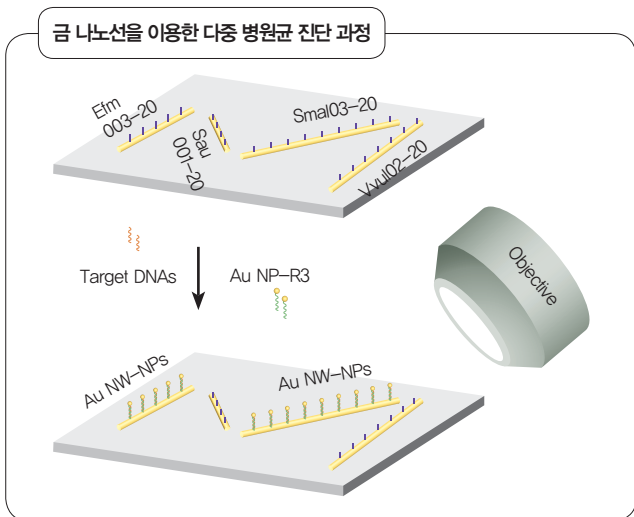 금 나노선을 이용한 다중 병원균 진단 과정
Efm
003-20
Sau
001-20
Smal03-20
Vvul02-20
Target DNAs
Au NP-R3
Objective
Au NW-NPs
Au NW-NPs